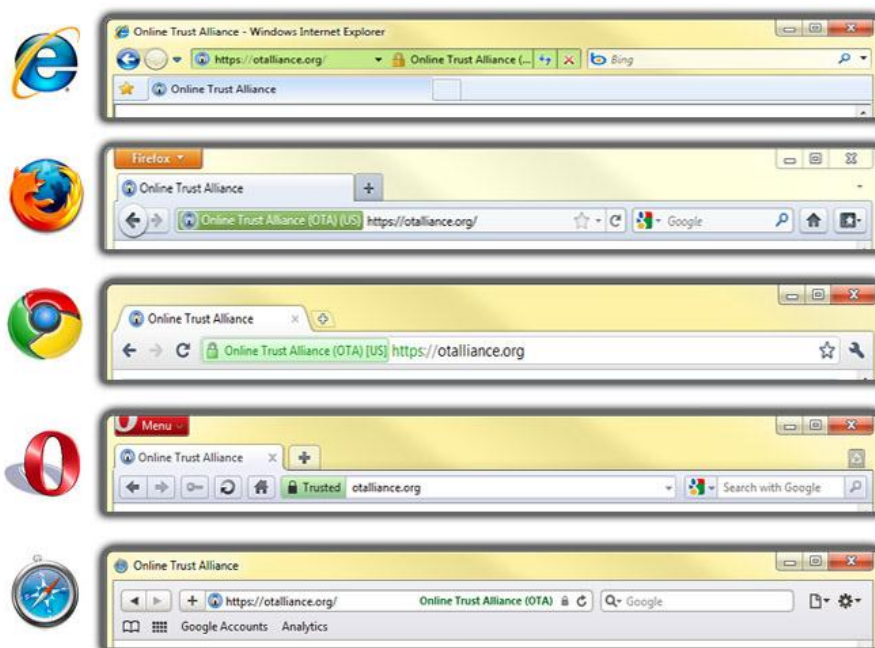 Online Trust Alliance - Windows Internet Explorer
https://otalliance.org/ Online Trust Alliance (... Bing
Online Trust Alliance
Firefox
Online Trust Alliance
Online Trust Alliance (OTA) (US) https://otalliance.org/ Google
Online Trust Alliance
Online Trust Alliance (OTA) [US] https://otalliance.org
Menu
Online Trust Alliance
Trusted otalliance.org Search with Google
Online Trust Alliance
https://otalliance.org/ Online Trust Alliance (OTA) Google
Google Accounts Analytics